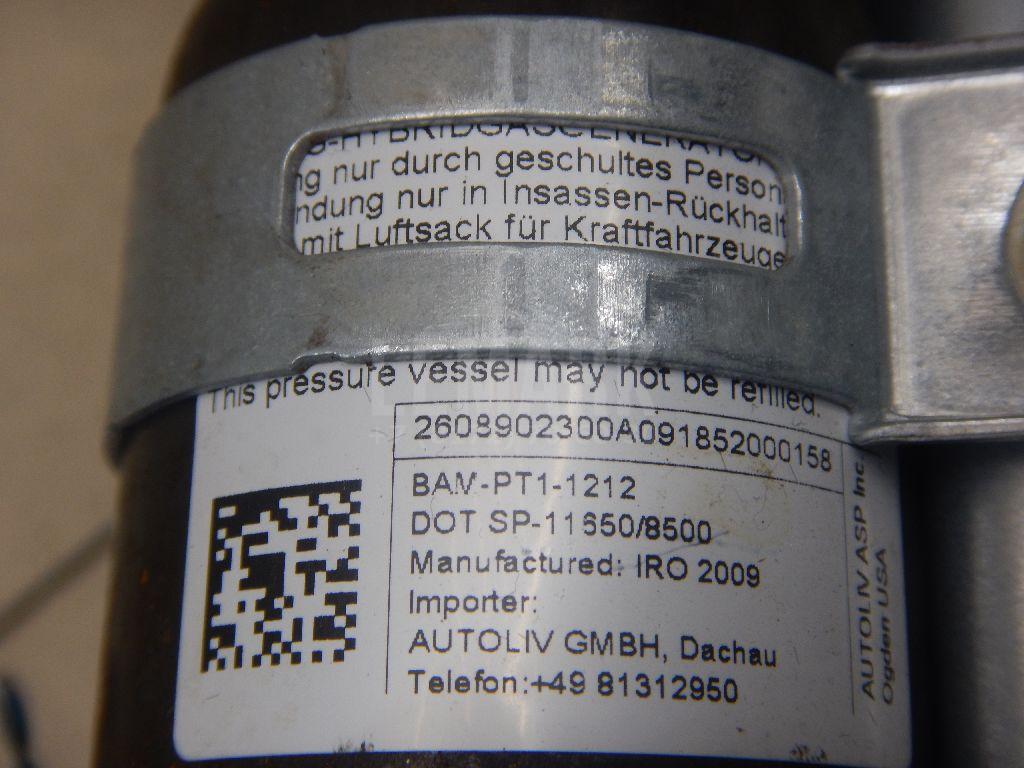 S-HYBRIDGASGENERATOR
ng nur durch geschultes Person
ndung nur in Insassen-Rückhalt
mit Luftsack für Kraftfahrzeuge
This pressure vessel may not be refilled.
2608902300A091852000158
BAM-PT1-1212
DOT SP-11650/8500
Manufactured: IRO 2009
Importer:
AUTOLIV GMBH, Dachau
Telefon:+49 81312950
AUTOLIV ASP Inc.
Ogden USA